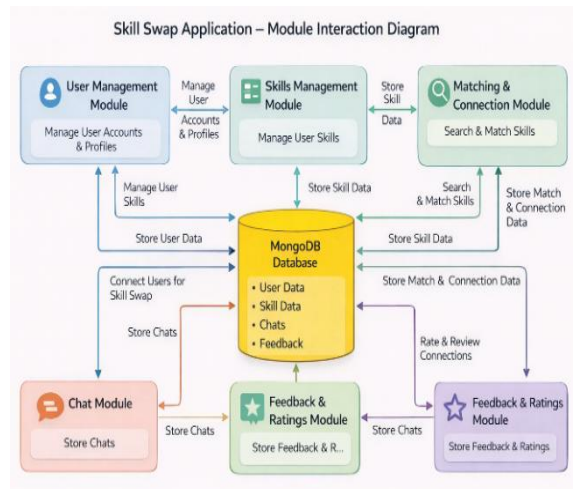 Skill Swap Application – Module Interaction Diagram
User Management
Module
Manage User Accounts
& Profiles
Manage
User
Accounts
& Profiles
Skills Management
Module
Manage User Skills
Store
Skill
Data
Matching &
Connection Module
Search & Match Skills
Manage User
Skills
Store Skill Data
Search
& Match Skills
Store Match
& Connection
Data
Store User Data
Store Skill Data
MongoDB
Database
• User Data
• Skill Data
• Chats
• Feedback
Connect Users for
Skill Swap
Store Match & Connection Data
Store Chats
Rate & Review
Connections
Chat Module
Store Chats
Store Chats
Feedback &
Ratings Module
Store Feedback & R...
Store Chats
Feedback & Ratings
Module
Store Feedback & Ratings